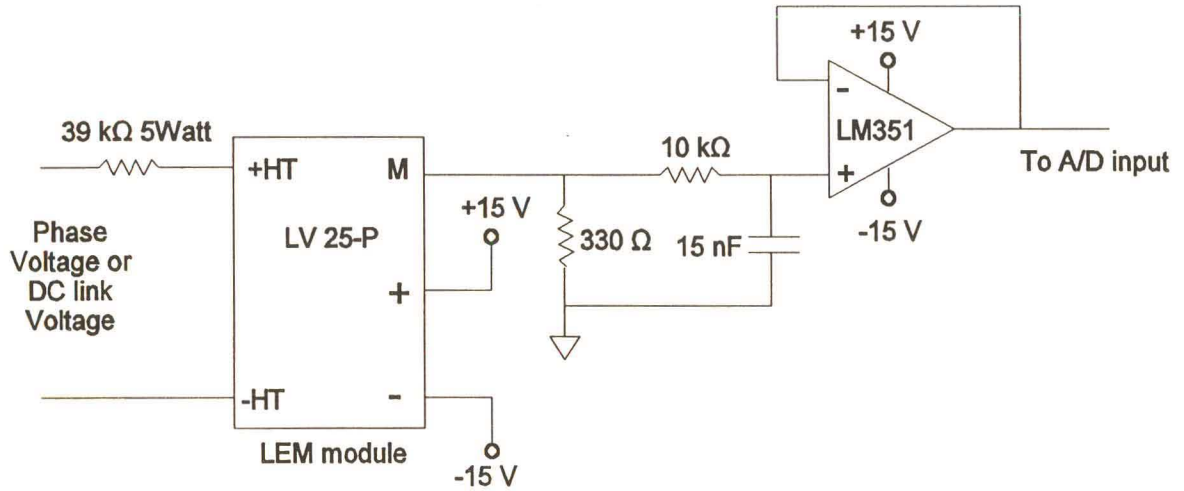 +15 V
-
LM351
+
-15 V
To A/D input
39 kΩ 5Watt
+HT
M
10 kΩ
+15 V
LV 25-P
330 Ω
15 nF
Phase
Voltage or
DC link
Voltage
+
-HT
-
LEM module
-15 V